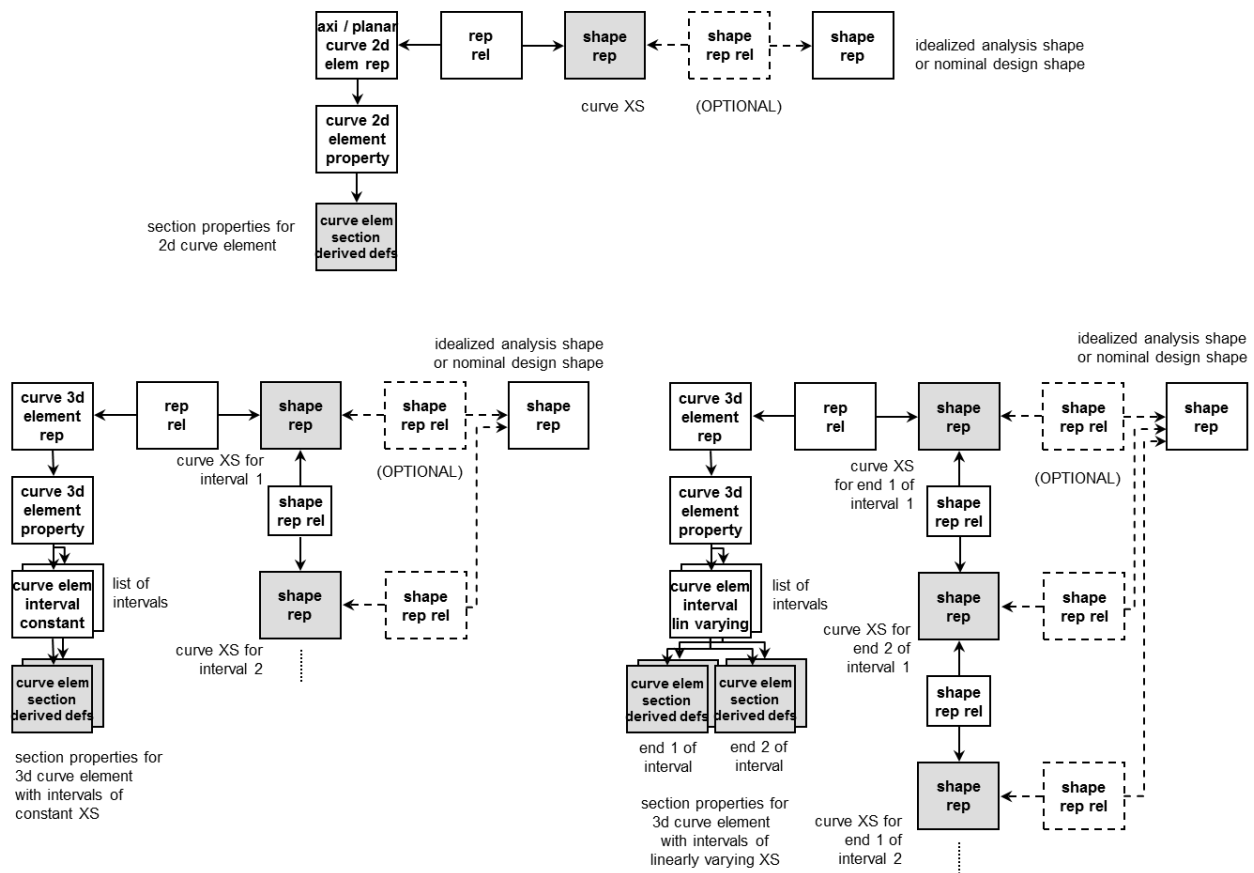 axi / planar
curve 2d
elem rep
rep
rel
shape
rep
shape
rep rel
shape
rep
idealized analysis shape
or nominal design shape
curve XS
(OPTIONAL)
curve 2d
element
property
section properties for
2d curve element
curve elem
section
derived defs
idealized analysis shape
or nominal design shape
curve 3d
element
rep
rep
rel
shape
rep
shape
rep rel
shape
rep
curve XS for
interval 1
(OPTIONAL)
curve 3d
element
property
shape
rep rel
curve elem
interval
constant
list of
intervals
shape
rep
shape
rep rel
curve XS for
interval 2
curve elem
section
derived defs
section properties for
3d curve element
with intervals of
constant XS
idealized analysis shape
or nominal design shape
curve 3d
element
rep
rep
rel
shape
rep
shape
rep rel
shape
rep
curve XS
for end 1 of
interval 1
(OPTIONAL)
curve 3d
element
property
shape
rep rel
curve elem
interval
lin varying
list of
intervals
shape
rep
shape
rep rel
curve XS for
end 2 of
interval 1
curve elem
section
derived defs
curve elem
section
derived defs
shape
rep rel
end 1 of
interval
end 2 of
interval
shape
rep
shape
rep rel
section properties for
3d curve element
with intervals of
linearly varying XS
curve XS for
end 1 of
interval 2